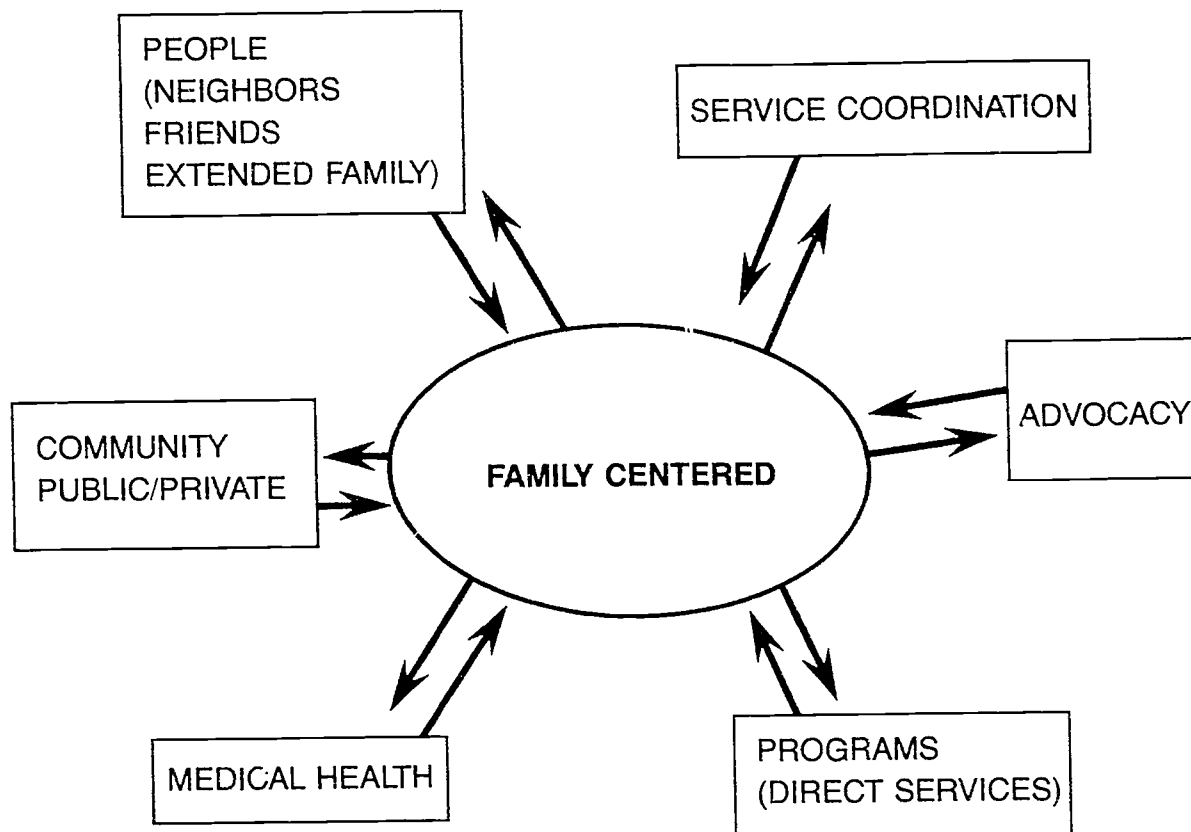 PEOPLE
(NEIGHBORS
FRIENDS
EXTENDED FAMILY)
SERVICE COORDINATION
ADVOCACY
FAMILY CENTERED
COMMUNITY
PUBLIC/PRIVATE
MEDICAL HEALTH
PROGRAMS
(DIRECT SERVICES)